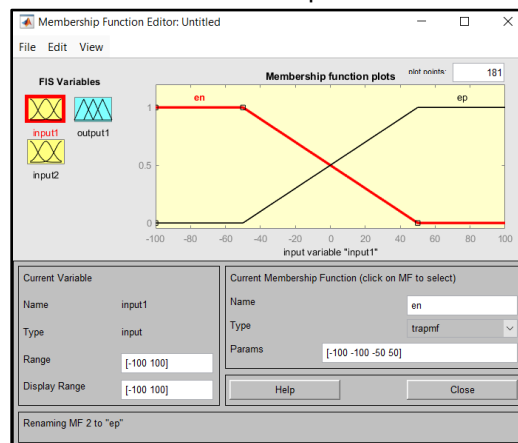 Membership Function Editor: Untitled
File Edit View
FIS Variables
input1 output1
input2
Membership function plots plot points: 181
en ep
1
0.5
0
-100 -80 -60 -40 -20 0 20 40 60 80 100
input variable "input1"
Current Variable
Name input1
Type input
Range [-100 100]
Display Range [-100 100]
Current Membership Function (click on MF to select)
Name en
Type trapmf
Params [-100 -100 -50 50]
Help Close
Renaming MF 2 to "ep"